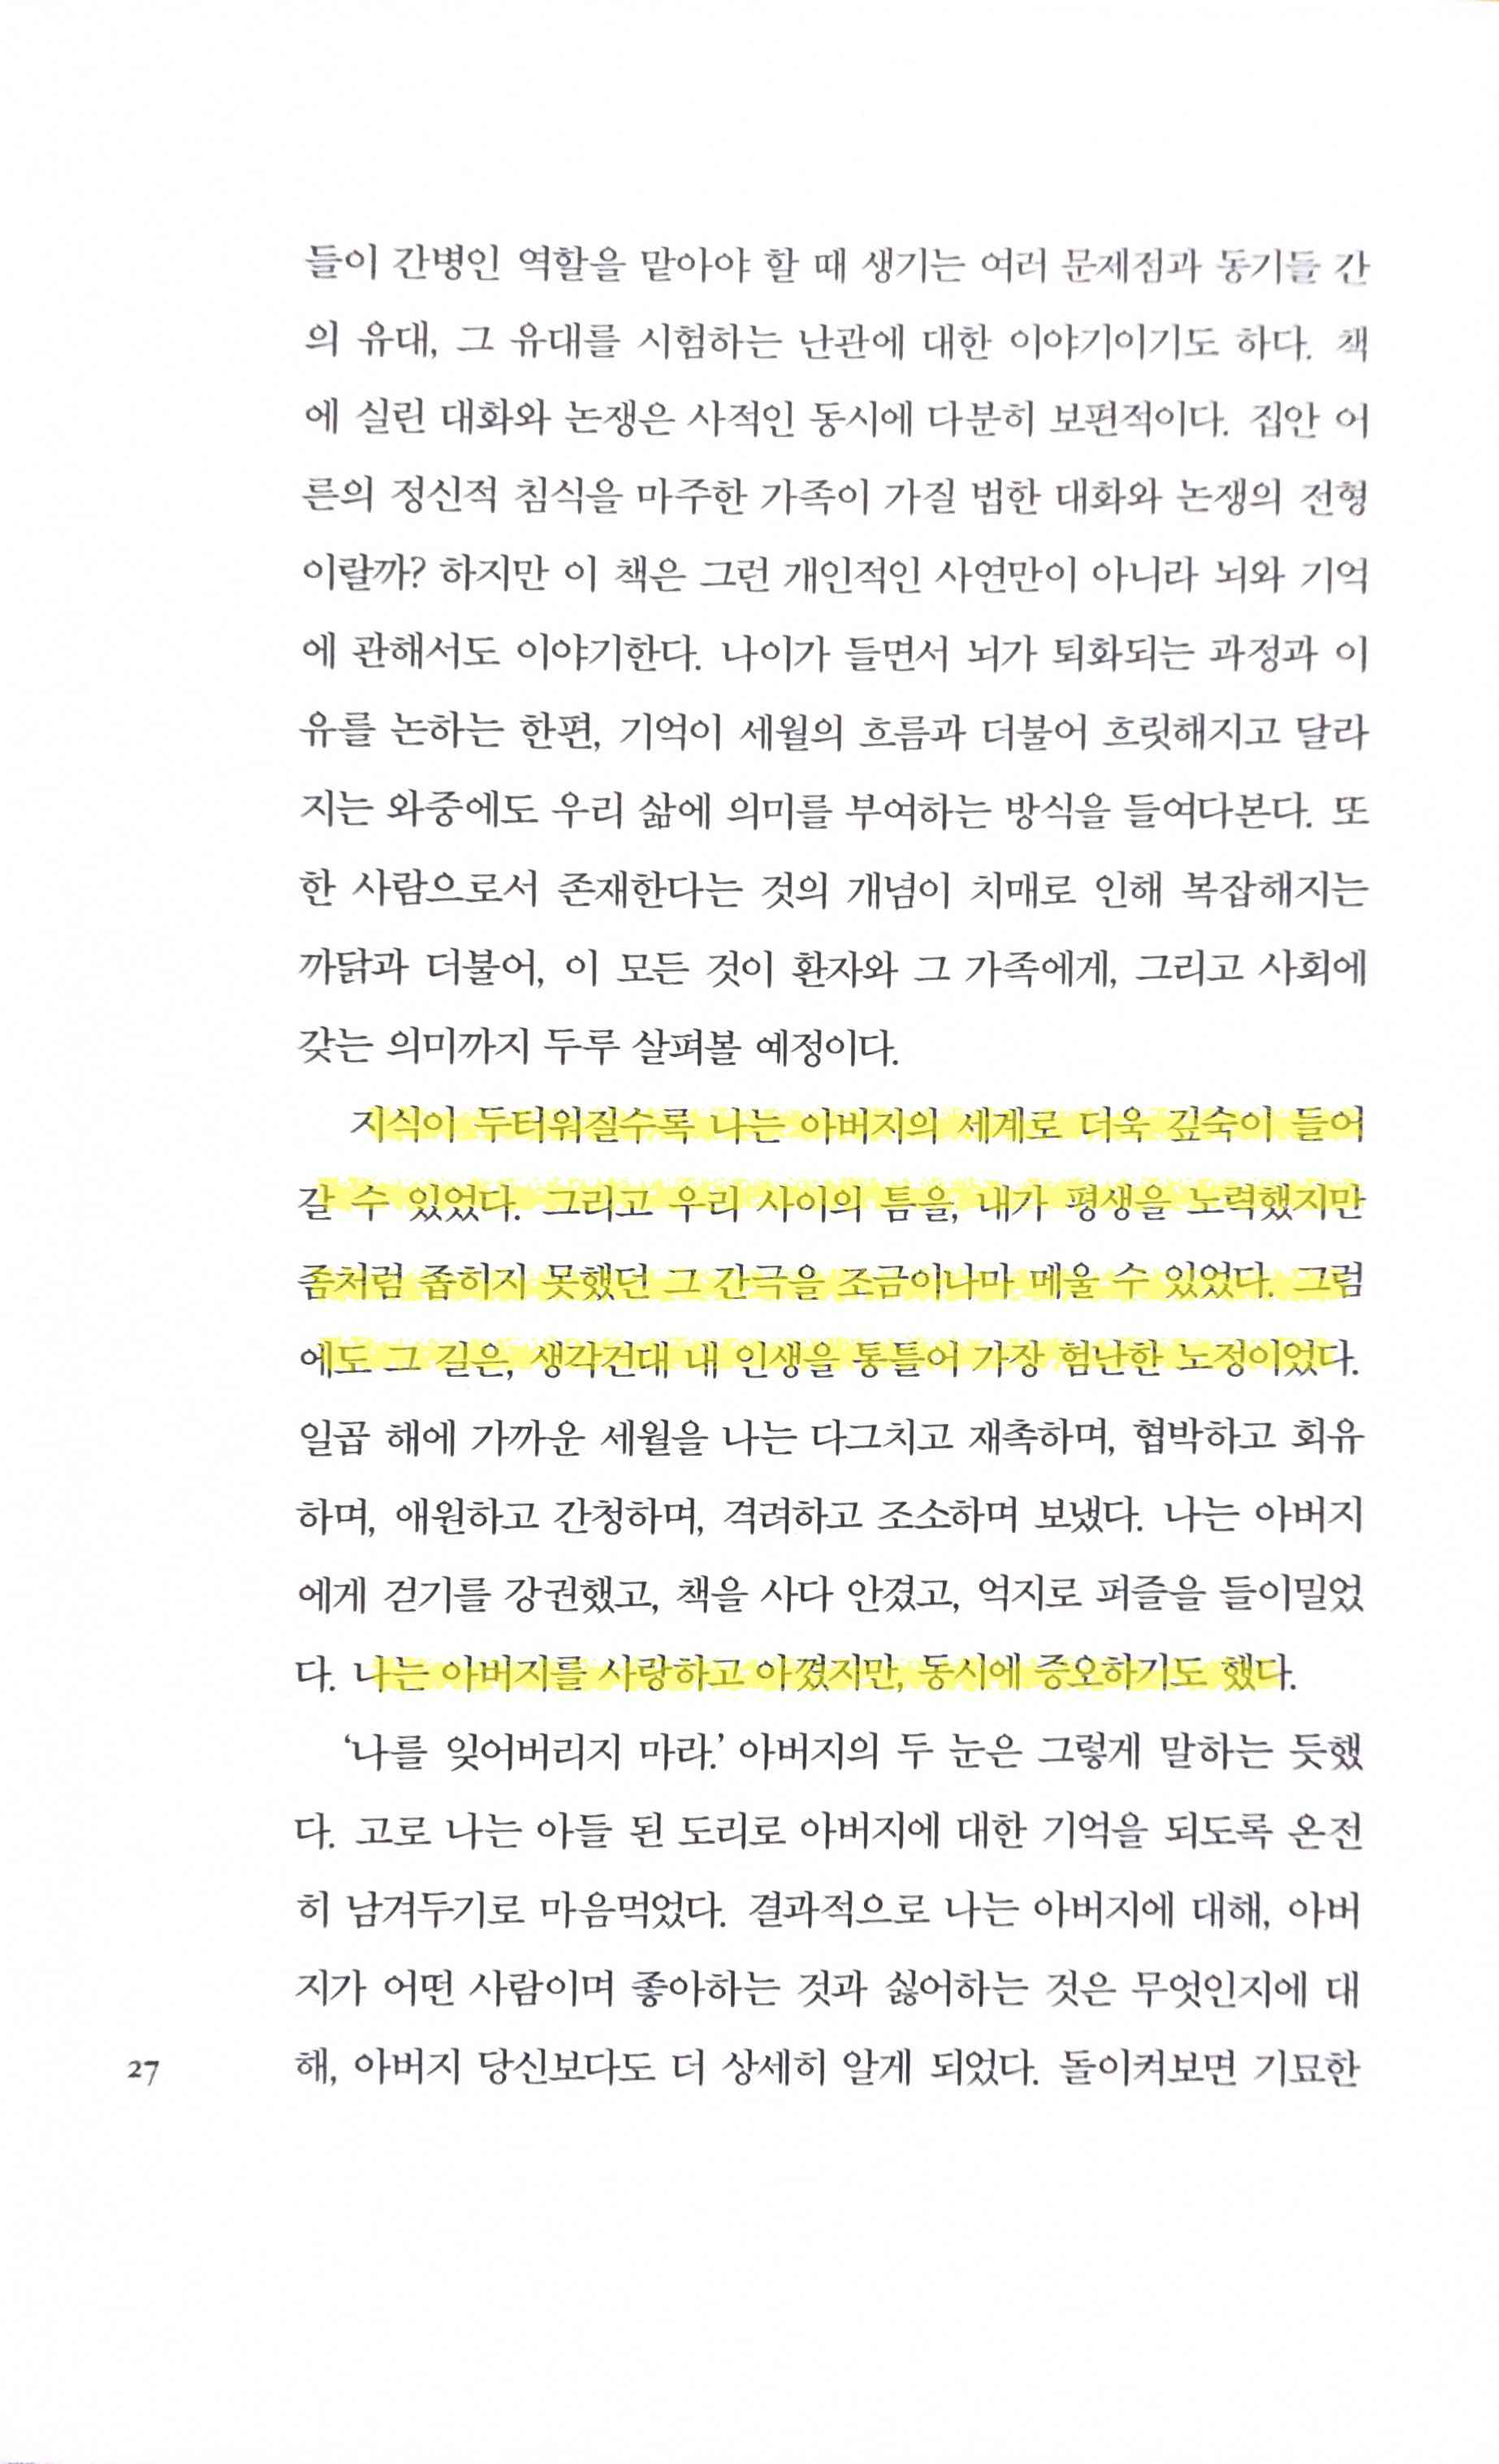 들이 간병인 역할을 맡아야 할 때 생기는 여러 문제점과 동기들 간
의 유대, 그 유대를 시험하는 난관에 대한 이야기이기도 하다. 책
에 실린 대화와 논쟁은 사적인 동시에 다분히 보편적이다. 집안 어
른의 정신적 침식을 마주한 가족이 가질 법한 대화와 논쟁의 전형
이랄까? 하지만 이 책은 그런 개인적인 사연만이 아니라 뇌와 기억
에 관해서도 이야기한다. 나이가 들면서 뇌가 퇴화되는 과정과 이
유를 논하는 한편, 기억이 세월의 흐름과 더불어 흐릿해지고 달라
지는 와중에도 우리 삶에 의미를 부여하는 방식을 들여다본다. 또
한 사람으로서 존재한다는 것의 개념이 치매로 인해 복잡해지는
까닭과 더불어, 이 모든 것이 환자와 그 가족에게, 그리고 사회에
갖는 의미까지 두루 살펴볼 예정이다.
지식이 두터워질수록 나는 아버지의 세계로 더욱 깊숙이 들어
갈 수 있었다. 그리고 우리 사이의 틈을, 내가 평생을 노력했지만
좀처럼 좁히지 못했던 그 간극을 조금이나마 메울 수 있었다. 그럼
에도 그 길은, 생각건대 내 인생을 통틀어 가장 험난한 노정이었다.
일곱 해에 가까운 세월을 나는 다그치고 재촉하며, 협박하고 회유
하며, 애원하고 간청하며, 격려하고 조소하며 보냈다. 나는 아버지
에게 걷기를 강권했고, 책을 사다 안겼고, 억지로 퍼즐을 들이밀었
다. 나는 아버지를 사랑하고 아꼈지만, 동시에 증오하기도 했다.
‘나를 잊어버리지 마라.’ 아버지의 두 눈은 그렇게 말하는 듯했
다. 고로 나는 아들 된 도리로 아버지에 대한 기억을 되도록 온전
히 남겨두기로 마음먹었다. 결과적으로 나는 아버지에 대해, 아버
지가 어떤 사람이며 좋아하는 것과 싫어하는 것은 무엇인지에 대
해, 아버지 당신보다도 더 상세히 알게 되었다. 돌이켜보면 기묘한
27